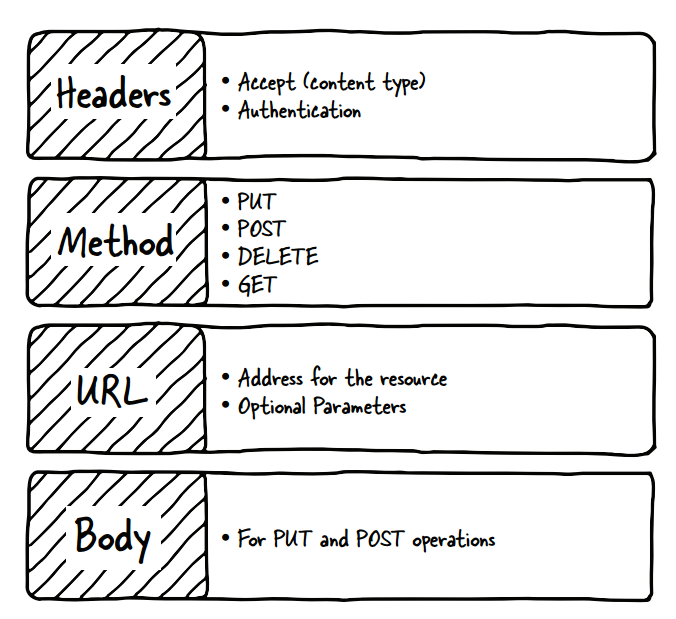 Headers
• Accept (content type)
• Authentication
Method
• PUT
• POST
• DELETE
• GET
URL
• Address for the resource
• Optional Parameters
Body
• For PUT and POST operations